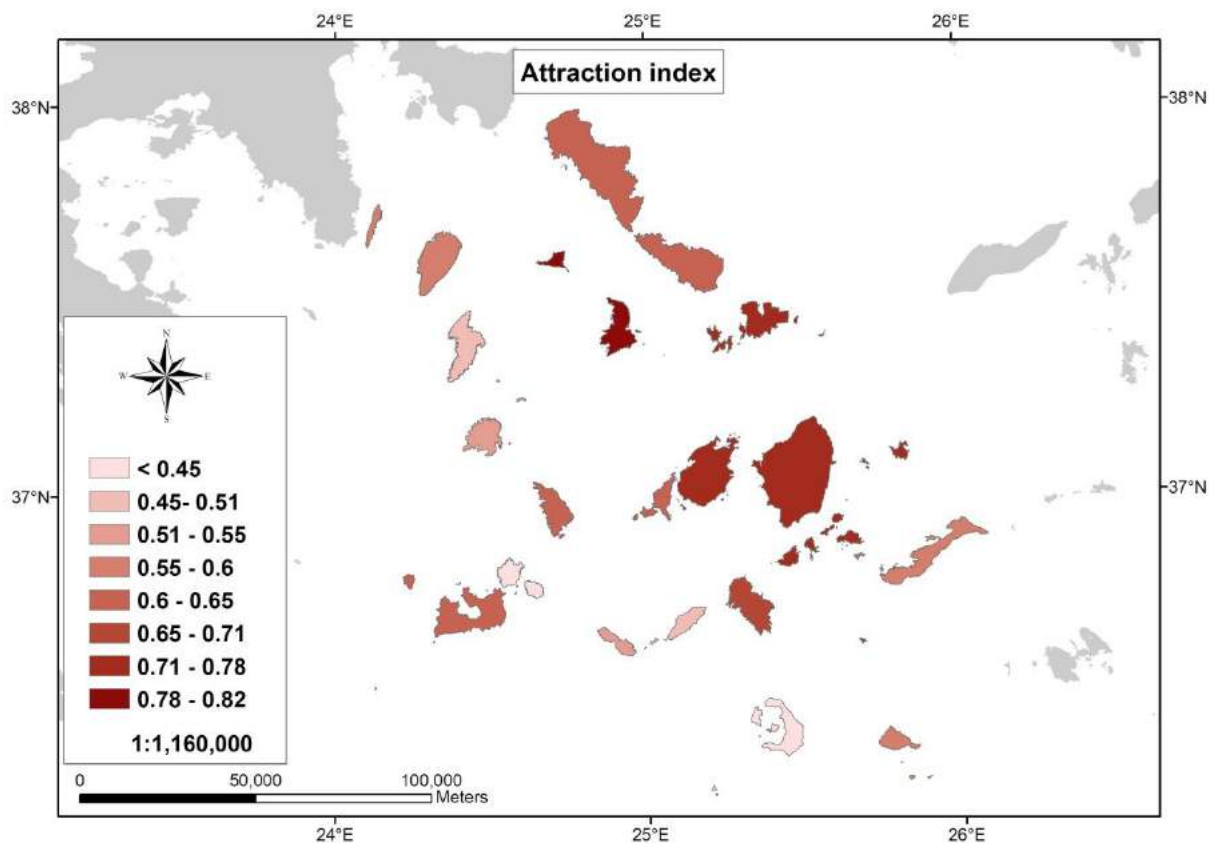 24°E 25°E 26°E
Attraction index
38°N 38°N
N
W E
S
< 0.45
0.45- 0.51
37°N 37°N
0.51 - 0.55
0.55 - 0.6
0.6 - 0.65
0.65 - 0.71
0.71 - 0.78
0.78 - 0.82
1:1,160,000
0 50,000 100,000
Meters
24°E 25°E 26°E